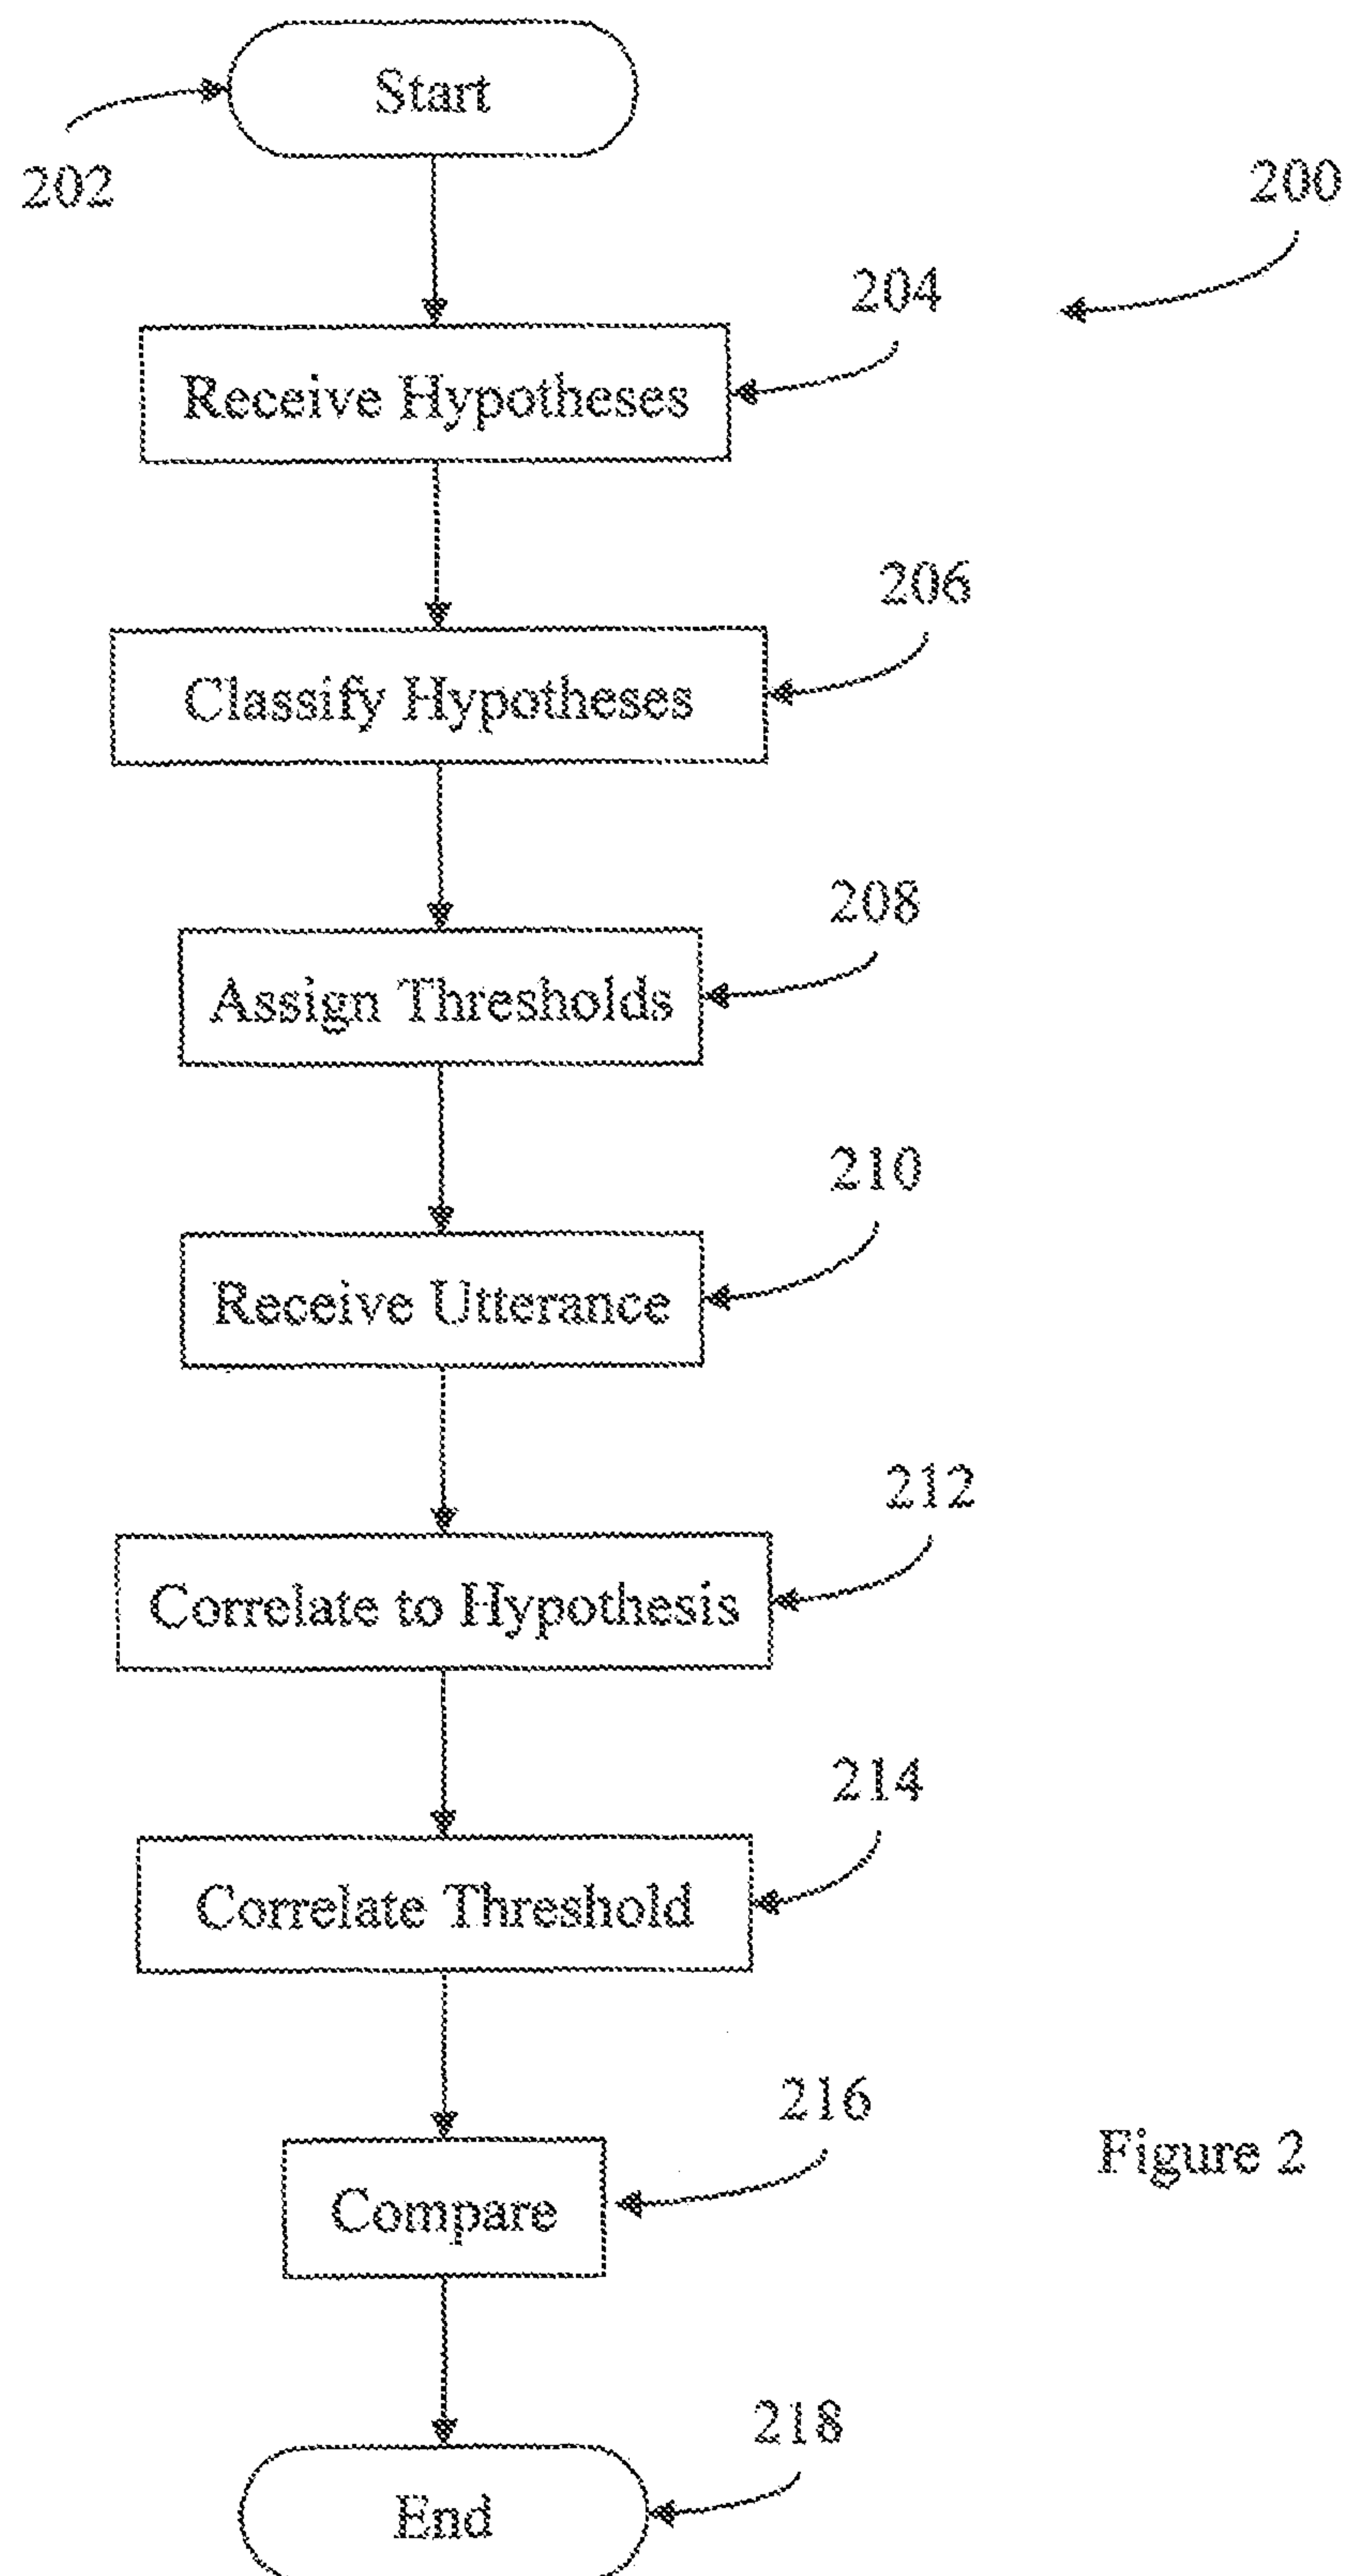 Start
202
200
204
Receive Hypotheses
206
Classify Hypotheses
208
Assign Thresholds
210
Receive Utterance
212
Correlate to Hypothesis
214
Correlate Threshold
216
Compare
Figure 2
218
End